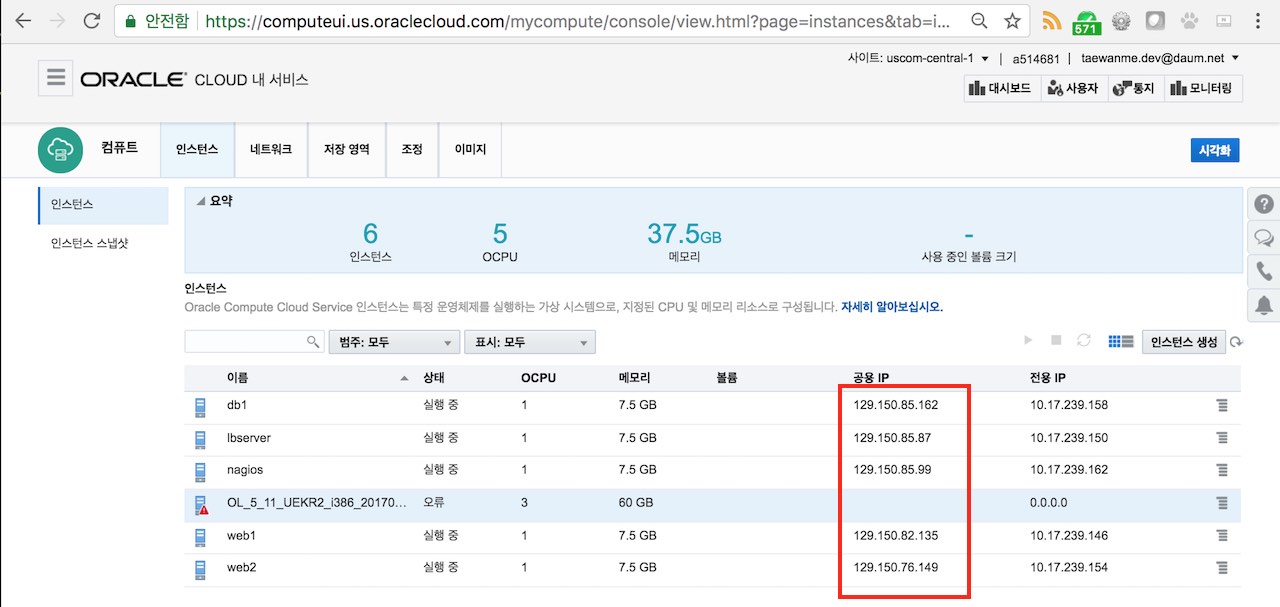 안전함 https://computeui.us.oraclecloud.com/mycompute/console/view.html?page=instances&tab=i...
571
사이트: uscom-central-1 | a514681 | taewanme.dev@daum.net
ORACLE® CLOUD 내 서비스
대시보드 사용자 통지 모니터링
컴퓨트 인스턴스 네트워크 저장 영역 조정 이미지 시각화
인스턴스
인스턴스 스냅샷
요약
6 5 37.5GB -
인스턴스 OCPU 메모리 사용 중인 볼륨 크기
인스턴스
Oracle Compute Cloud Service 인스턴스는 특정 운영체제를 실행하는 가상 시스템으로, 지정된 CPU 및 메모리 리소스로 구성됩니다. 자세히 알아보십시오.
범주: 모두 표시: 모두 인스턴스 생성
이름 상태 OCPU 메모리 볼륨 공용 IP 전용 IP
db1 실행 중 1 7.5 GB 129.150.85.162 10.17.239.158
lbserver 실행 중 1 7.5 GB 129.150.85.87 10.17.239.150
nagios 실행 중 1 7.5 GB 129.150.85.99 10.17.239.162
OL_5_11_UEKR2_i386_20170... 오류 3 60 GB 0.0.0.0
web1 실행 중 1 7.5 GB 129.150.82.135 10.17.239.146
web2 실행 중 1 7.5 GB 129.150.76.149 10.17.239.154